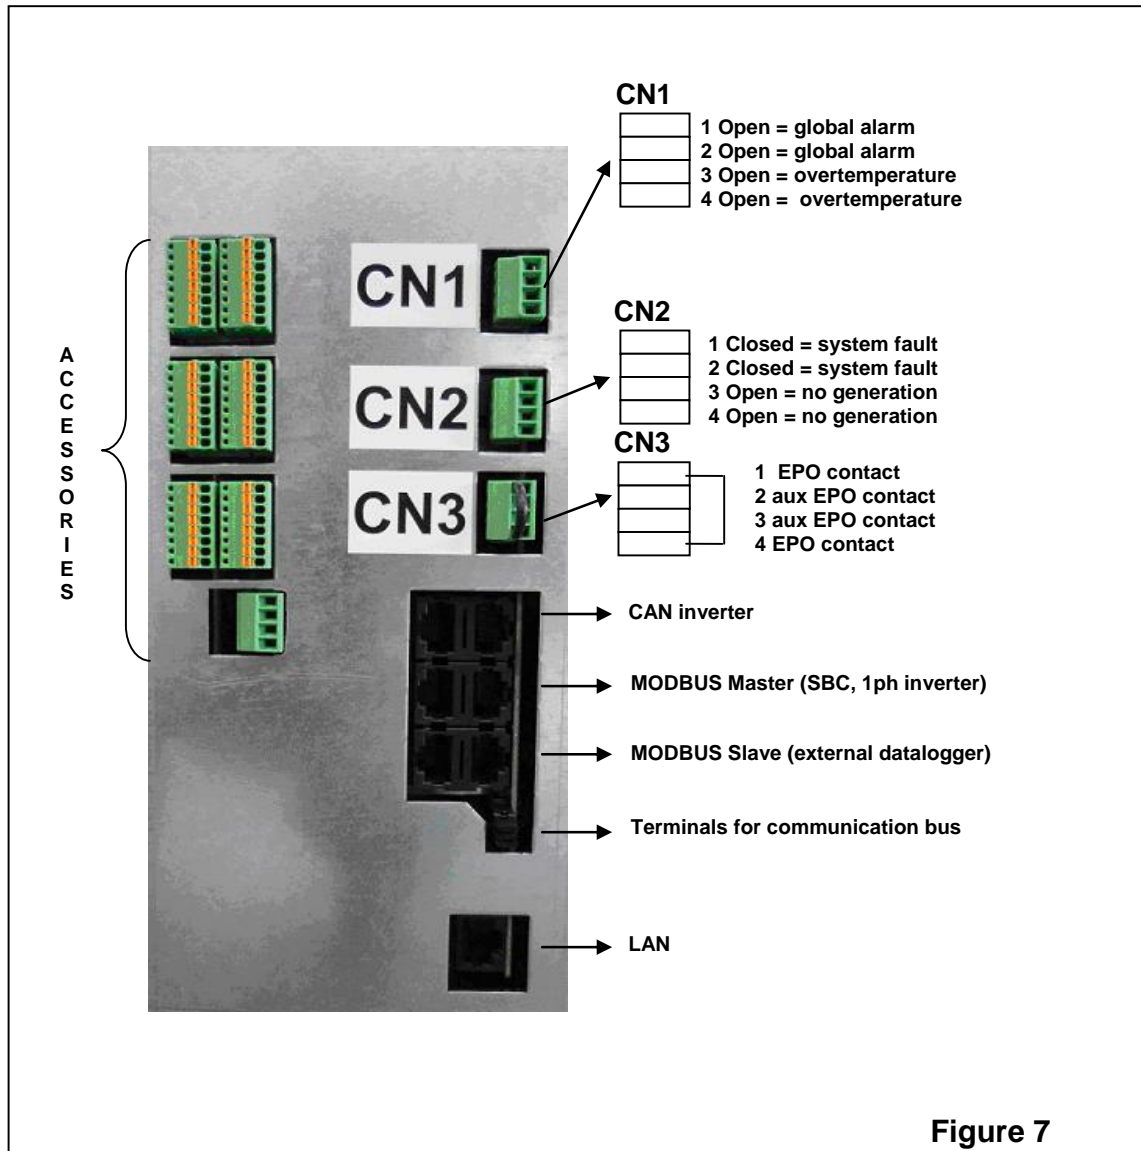 CN1
1 Open = global alarm
2 Open = global alarm
3 Open = overtemperature
4 Open = overtemperature
CN1
CN2
1 Closed = system fault
2 Closed = system fault
3 Open = no generation
4 Open = no generation
CN2
CN3
1 EPO contact
2 aux EPO contact
3 aux EPO contact
4 EPO contact
CN3
ACCESSORIES
CAN inverter
MODBUS Master (SBC, 1ph inverter)
MODBUS Slave (external datalogger)
Terminals for communication bus
LAN
Figure 7